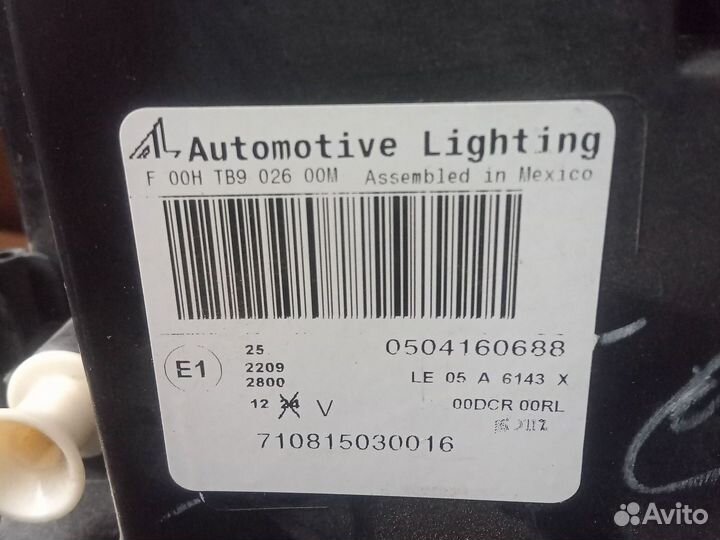 AL Automotive Lighting
F 00H TB9 026 00M Assembled in Mexico
E1
25
2209
2800
12 24 V
0504160688
LE 05 A 6143 X
00DCR 00RL
710815030016
Avito